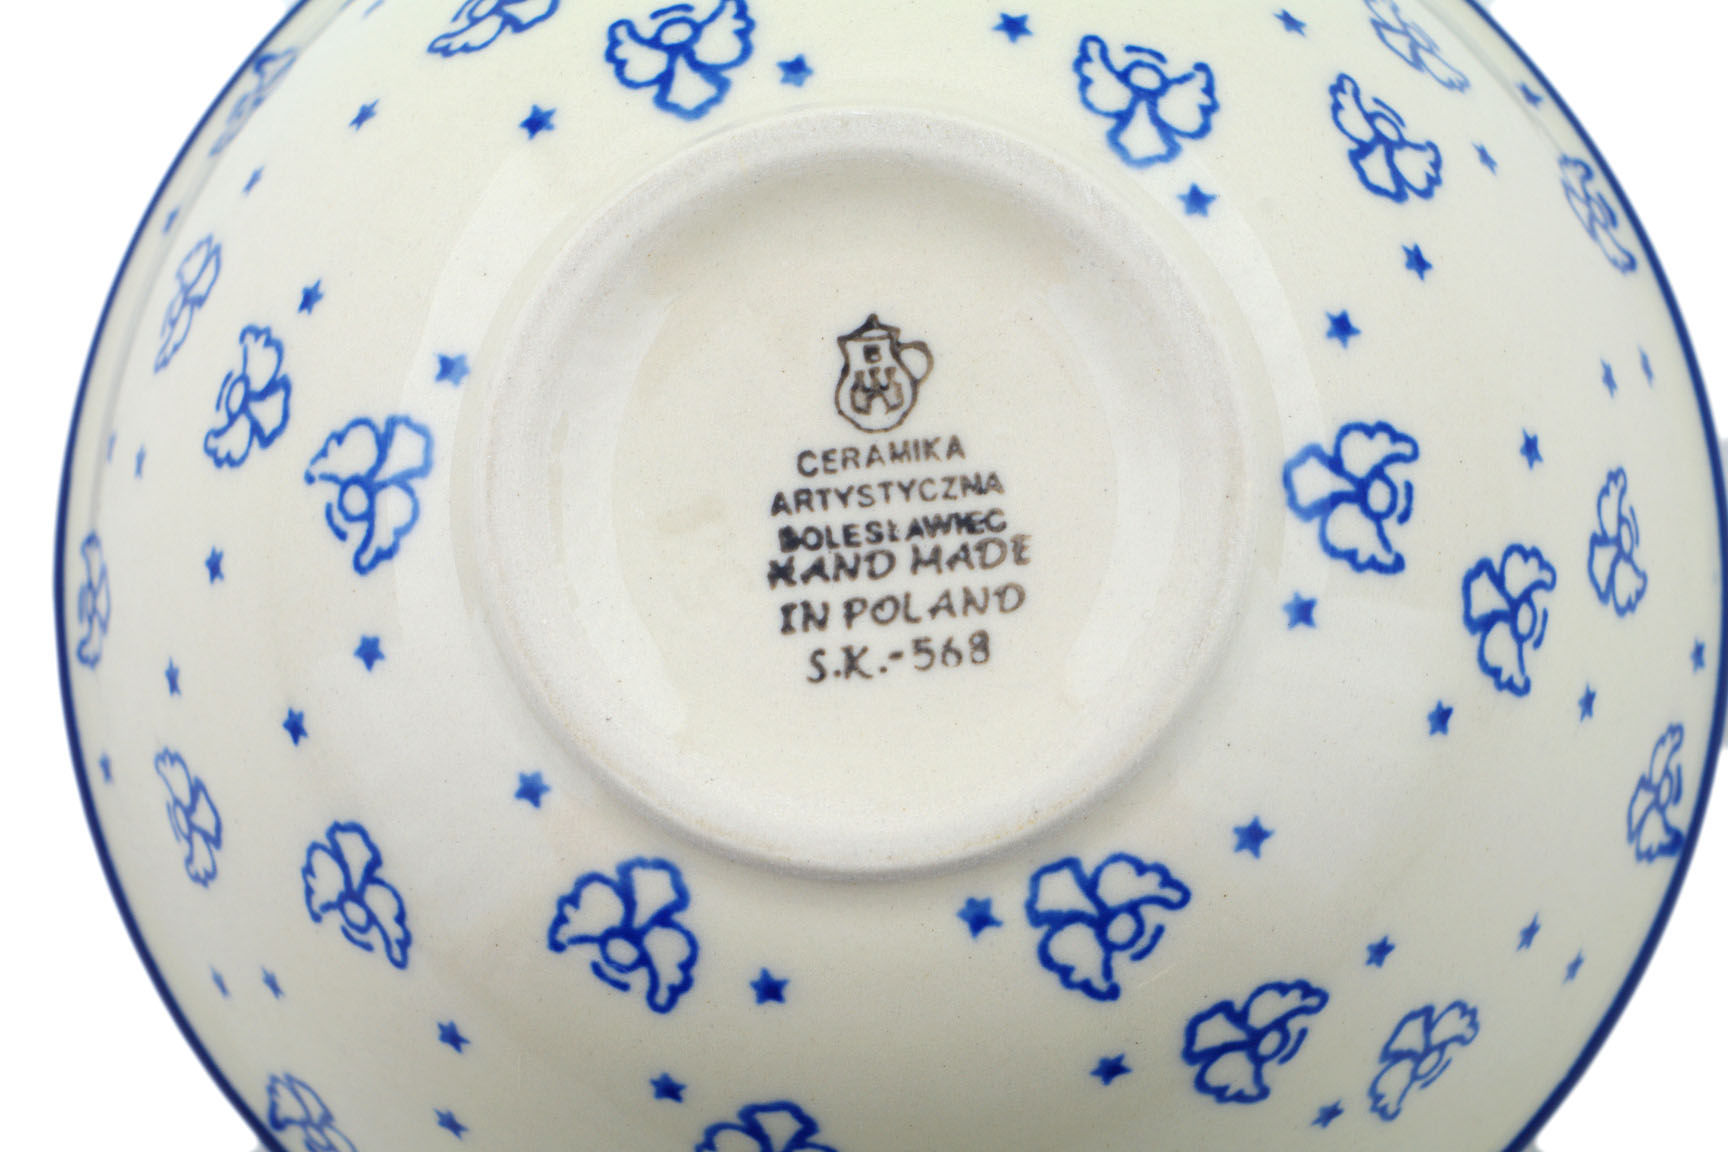 B
CERAMIKA
ARTYSTYCZNA
BOLESŁAWIEC
HAND MADE
IN POLAND
S.K.-568